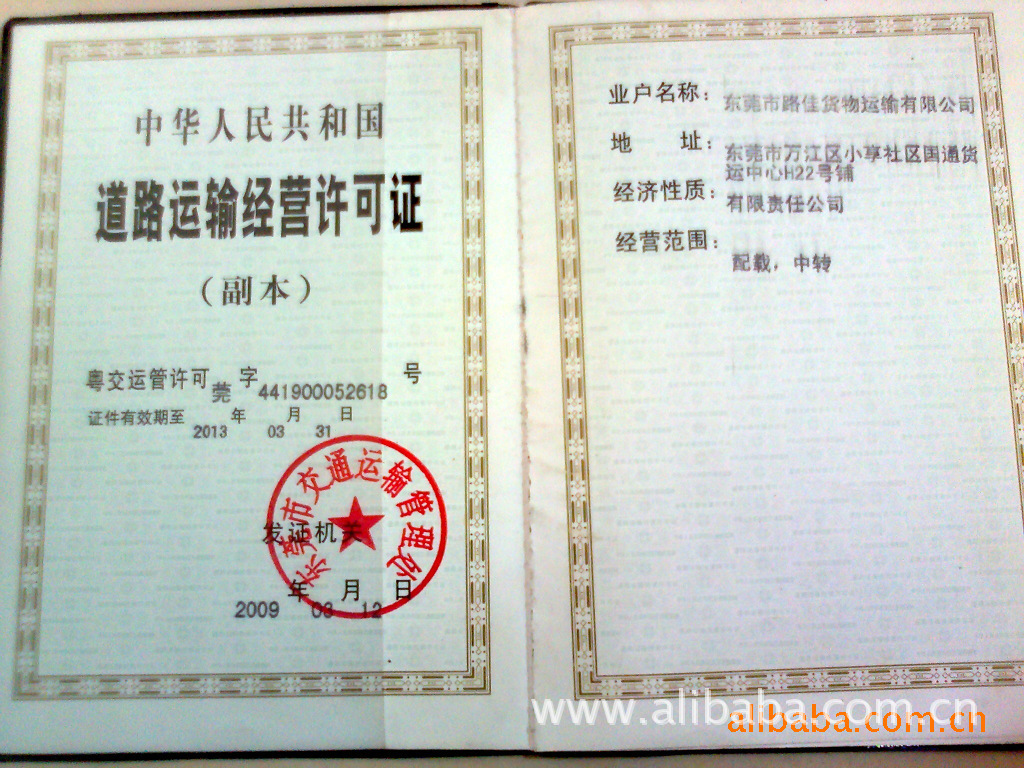 中华人民共和国
道路运输经营许可证
（副本）
粤交运管许可莞字441900052618号
证件有效期至2013年03月31日
东莞市交通运输管理处
发证机关
2009年03月12日
业户名称：东莞市路佳货物运输有限公司
地 址：东莞市万江区小享社区国通货
运中心H22号铺
经济性质：有限责任公司
经营范围：配载，中转
www.alibaba.com.cn
alibaba.com.cn